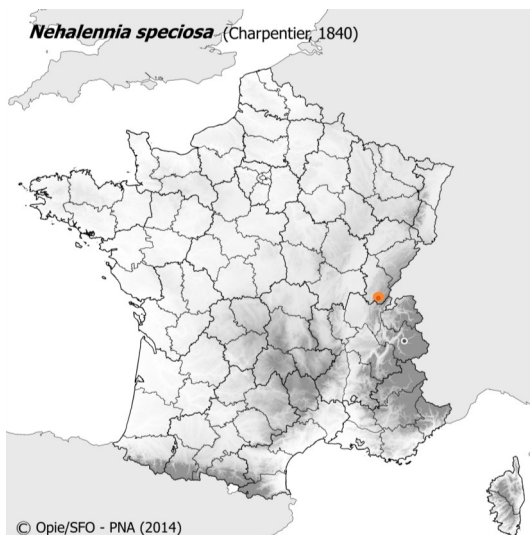 Nehalennia speciosa (Charpentier, 1840)
© Opie/SFO - PNA (2014)